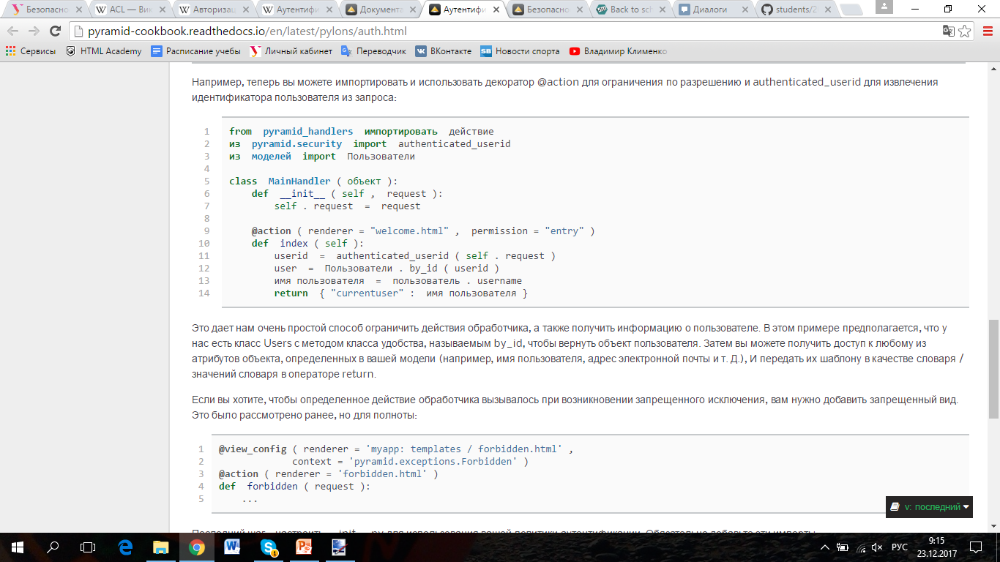 Безопасно
ACL — Вик
Авторизац
Аутентиф
Документа
Аутентифи
Безопасно
Back to sch
Диалоги
students/2
pyramid-cookbook.readthedocs.io/en/latest/pylons/auth.html
Сервисы
HTML Academy
Расписание учебы
Личный кабинет
Переводчик
ВКонтакте
Новости спорта
Владимир Клименко
Например, теперь вы можете импортировать и использовать декоратор @action для ограничения по разрешению и authenticated_userid для извлечения
идентификатора пользователя из запроса:
1 from pyramid_handlers импортировать действие
2 из pyramid.security import authenticated_userid
3 из моделей import Пользователи
4
5 class MainHandler ( объект ):
6 def __init__ ( self , request ):
7 self . request = request
8
9 @action ( renderer = "welcome.html" , permission = "entry" )
10 def index ( self ):
11 userid = authenticated_userid ( self . request )
12 user = Пользователи . by_id ( userid )
13 имя пользователя = пользователь . username
14 return { "currentuser" : имя пользователя }
Это дает нам очень простой способ ограничить действия обработчика, а также получить информацию о пользователе. В этом примере предполагается, что у
нас есть класс Users с методом класса удобства, называемым by_id, чтобы вернуть объект пользователя. Затем вы можете получить доступ к любому из
атрибутов объекта, определенных в вашей модели (например, имя пользователя, адрес электронной почты и т. Д.), И передать их шаблону в качестве словаря /
значений словаря в операторе return.
Если вы хотите, чтобы определенное действие обработчика вызывалось при возникновении запрещенного исключения, вам нужно добавить запрещенный вид.
Это было рассмотрено ранее, но для полноты:
1 @view_config ( renderer = 'myapp: templates / forbidden.html' ,
2 context = 'pyramid.exceptions.Forbidden' )
3 @action ( renderer = 'forbidden.html' )
4 def forbidden ( request ):
5 ...
v: последний
РУС
9:15
23.12.2017